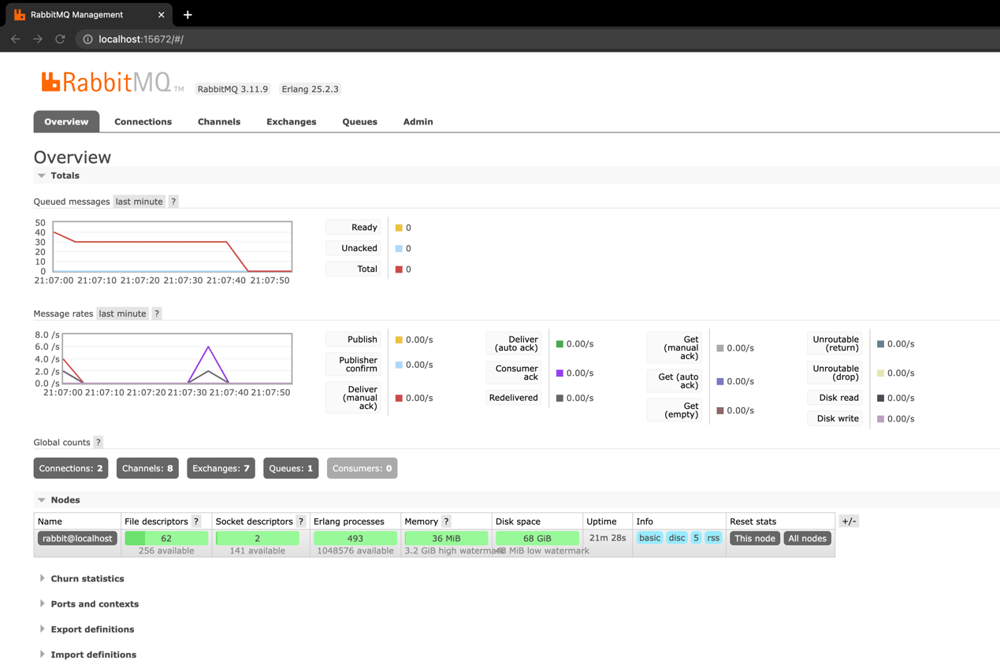 RabbitMQ Management
localhost:15672/#/
RabbitMQ TM RabbitMQ 3.11.9 Erlang 25.2.3
Overview Connections Channels Exchanges Queues Admin
Overview
Totals
Queued messages last minute ?
50
40
30
20
10
0
21:07:00 21:07:10 21:07:20 21:07:30 21:07:40 21:07:50
Ready 0
Unacked 0
Total 0
Message rates last minute ?
8.0 /s
6.0 /s
4.0 /s
2.0 /s
0.0 /s
21:07:00 21:07:10 21:07:20 21:07:30 21:07:40 21:07:50
Publish 0.00/s
Publisher
confirm 0.00/s
Deliver
(manual 0.00/s
ack)
Deliver
(auto ack) 0.00/s
Consumer
ack 0.00/s
Redelivered 0.00/s
Get
(manual 0.00/s
ack)
Get (auto
ack) 0.00/s
Get
(empty) 0.00/s
Unroutable
(return) 0.00/s
Unroutable
(drop) 0.00/s
Disk read 0.00/s
Disk write 0.00/s
Global counts ?
Connections: 2 Channels: 8 Exchanges: 7 Queues: 1 Consumers: 0
Nodes
Name File descriptors ? Socket descriptors ? Erlang processes Memory ? Disk space Uptime Info Reset stats +/-
rabbit@localhost 62 2 493 36 MiB 68 GiB 21m 28s basic disc 5 rss This node All nodes
256 available 141 available 1048576 available 3.2 GiB high watermark 48 MiB low watermark
Churn statistics
Ports and contexts
Export definitions
Import definitions